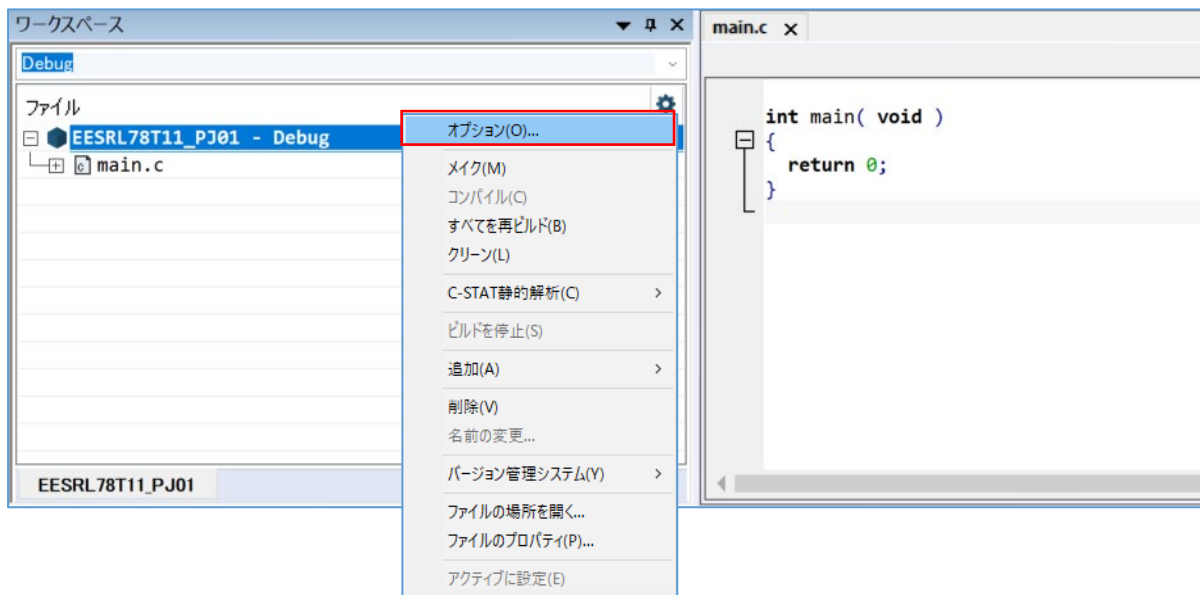 ワークスペース
Debug
ファイル
EESRL78T11_PJ01 - Debug
main.c
EESRL78T11_PJ01
オプション(O)...
メイク(M)
コンパイル(C)
すべてを再ビルド(B)
クリーン(L)
C-STAT静的解析(C)
ビルドを停止(S)
追加(A)
削除(V)
名前の変更...
バージョン管理システム(Y)
ファイルの場所を開く...
ファイルのプロパティ(P)...
アクティブに設定(E)
main.c
int main( void )
{
return 0;
}